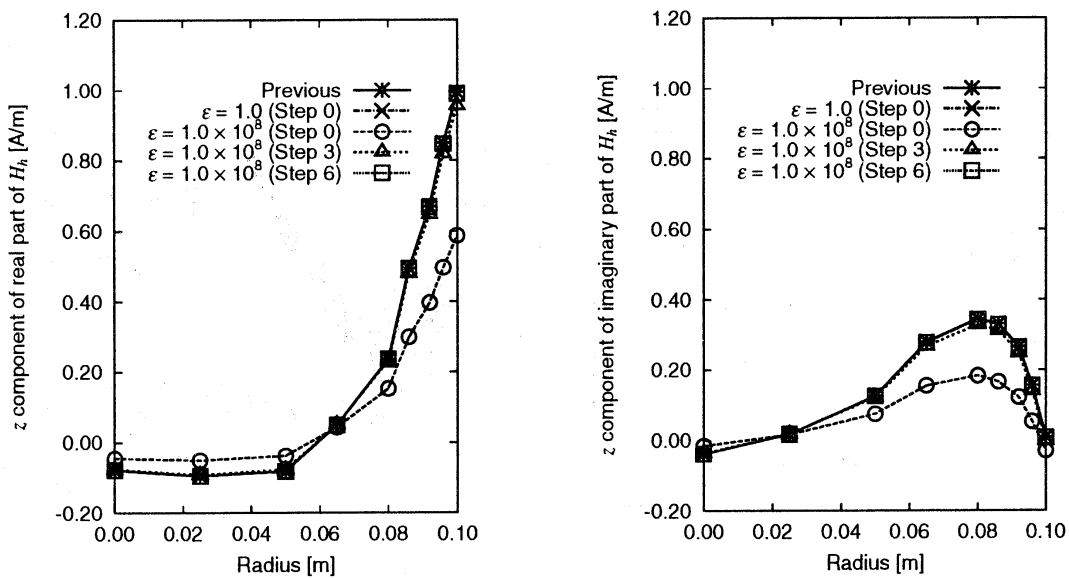 1.20
1.00
0.80
0.60
0.40
0.20
0.00
-0.20
z component of real part of Hₕ [A/m]
Previous
ε = 1.0 (Step 0)
ε = 1.0 × 10⁸ (Step 0)
ε = 1.0 × 10⁸ (Step 3)
ε = 1.0 × 10⁸ (Step 6)
0.00 0.02 0.04 0.06 0.08 0.10
Radius [m]
1.20
1.00
0.80
0.60
0.40
0.20
0.00
-0.20
z component of imaginary part of Hₕ [A/m]
Previous
ε = 1.0 (Step 0)
ε = 1.0 × 10⁸ (Step 0)
ε = 1.0 × 10⁸ (Step 3)
ε = 1.0 × 10⁸ (Step 6)
0.00 0.02 0.04 0.06 0.08 0.10
Radius [m]